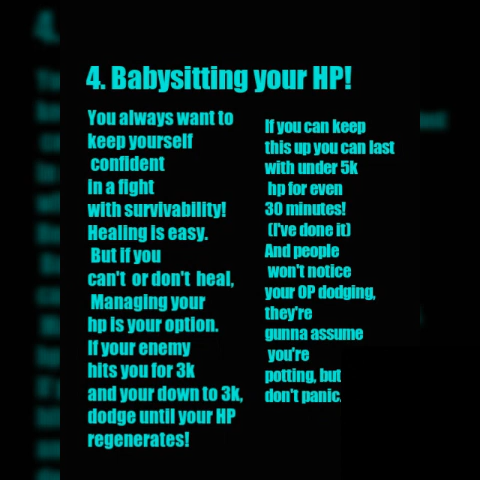 4. Babysitting your HP!
You always want to
keep yourself
confident
in a fight
with survivability!
Healing is easy.
But if you
can't or don't heal,
Managing your
hp is your option.
If your enemy
hits you for 3k
and your down to 3k,
dodge until your HP
regenerates!
If you can keep
this up you can last
with under 5k
hp for even
30 minutes!
(I've done it)
And people
won't notice
your OP dodging,
they're
gunna assume
you're
potting, but
don't panic.